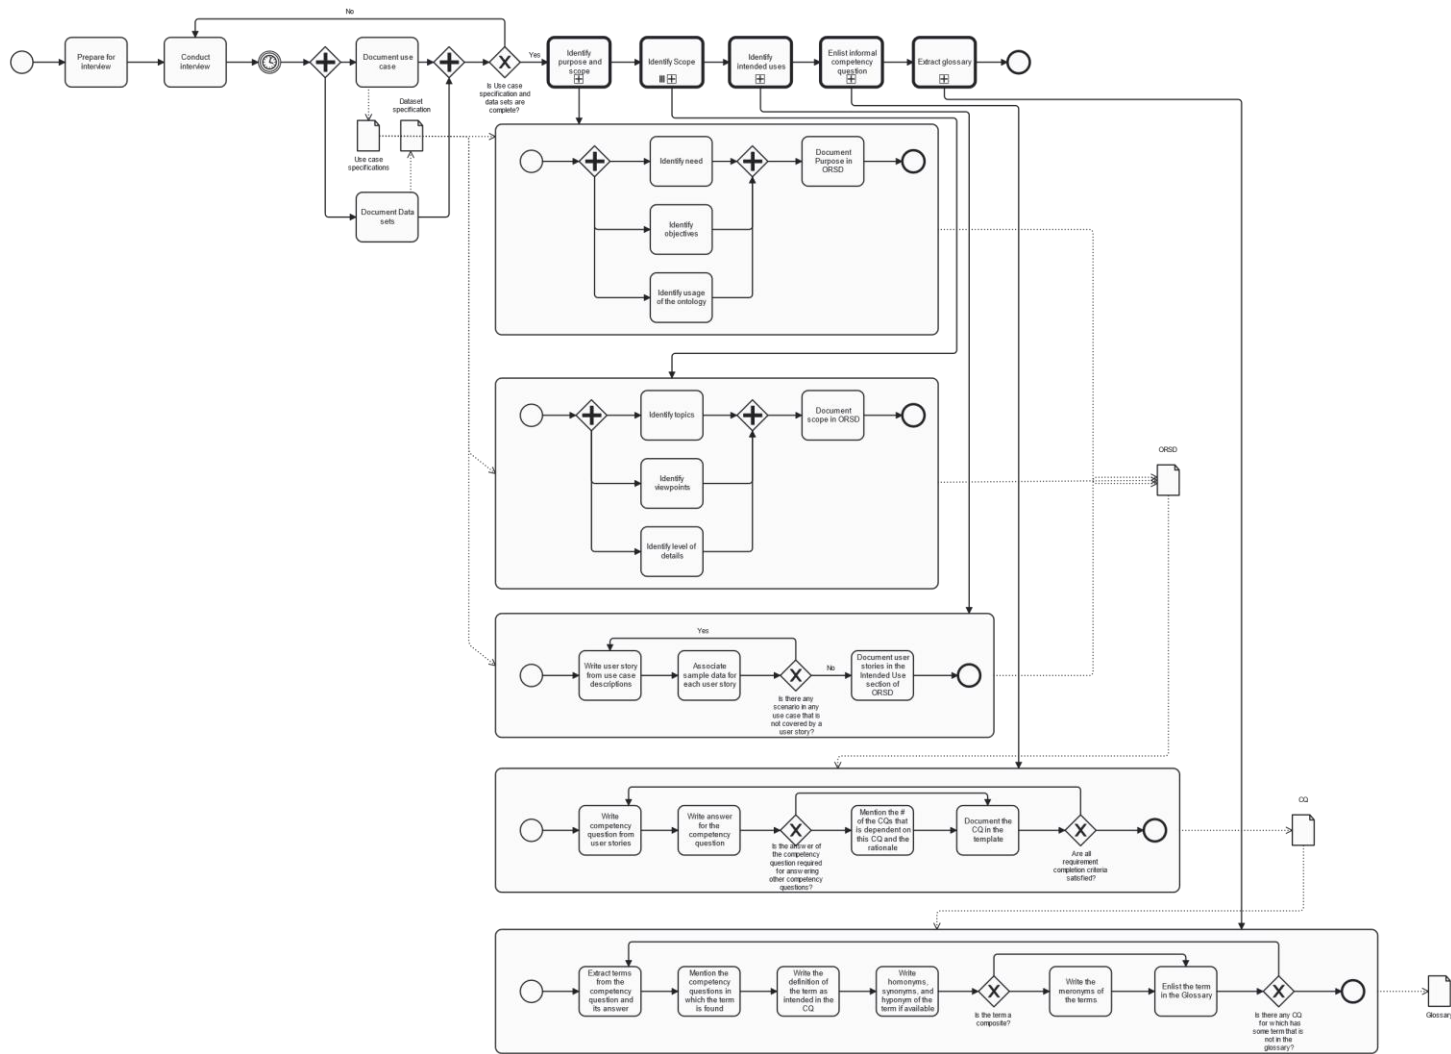 No
Prepare for
interview
Conduct
interview
Document use
case
Yes
Identify
purpose and
scope
Identify Scope
Identify
intended uses
Enlist informal
competency
question
Extract glossary
Is Use case
specification and
data sets are
complete?
Dataset
specification
Use case
specifications
Document Data
sets
Identify need
Document
Purpose in
ORSD
Identify
objectives
Identify usage
of the ontology
Identify topics
Document
scope in ORSD
Identify
viewpoints
Identify level of
details
ORSD
Yes
Write user story
from use case
descriptions
Associate
sample data for
each user story
No
Document user
stories in the
Intended Use
section of
ORSD
Is there any
scenario in any
use case that is
not covered by a
user story?
Write
competency
question from
user stories
Write answer
for the
competency
question
Mention the #
of the CQs that
is dependent on
this CQ and the
rationale
Document the
CQ in the
template
Is the answer of
the competency
question required
for answering
other competency
questions?
Are all
requirement
completion criteria
satisfied?
CQ
Extract terms
from the
competency
question and
its answer
Mention the
competency
questions in
which the term
is found
Write the
definition of
the term as
intended in the
CQ
Write
homonyms,
synonyms, and
hyponym of the
term if available
Is the term a
composite?
Write the
meronyms of
the terms
Enlist the term
in the Glossary
Is there any CQ
for which has
some term that is
not in the
glossary?
Glossary